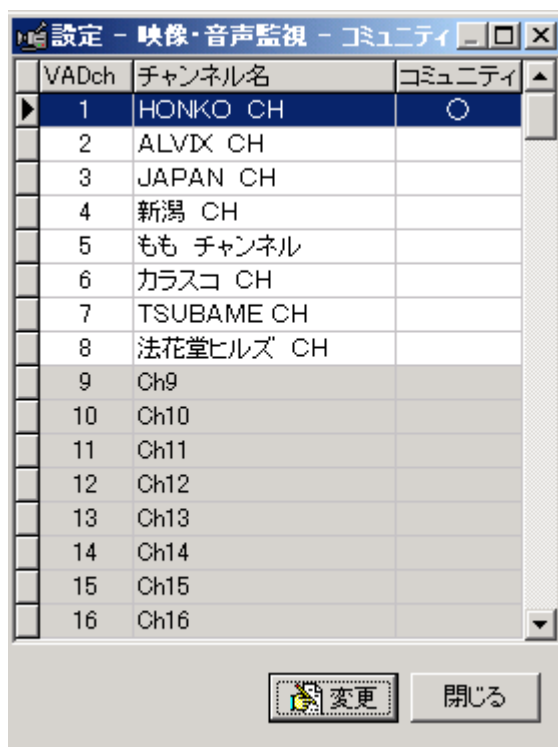 設定 - 映像・音声監視 - コミュニティ
VADch チャンネル名 コミュニティ
1 HONKO CH ○
2 ALVIX CH
3 JAPAN CH
4 新潟 CH
5 もも チャンネル
6 カラスコ CH
7 TSUBAME CH
8 法花堂ヒルズ CH
9 Ch9
10 Ch10
11 Ch11
12 Ch12
13 Ch13
14 Ch14
15 Ch15
16 Ch16
変更 閉じる